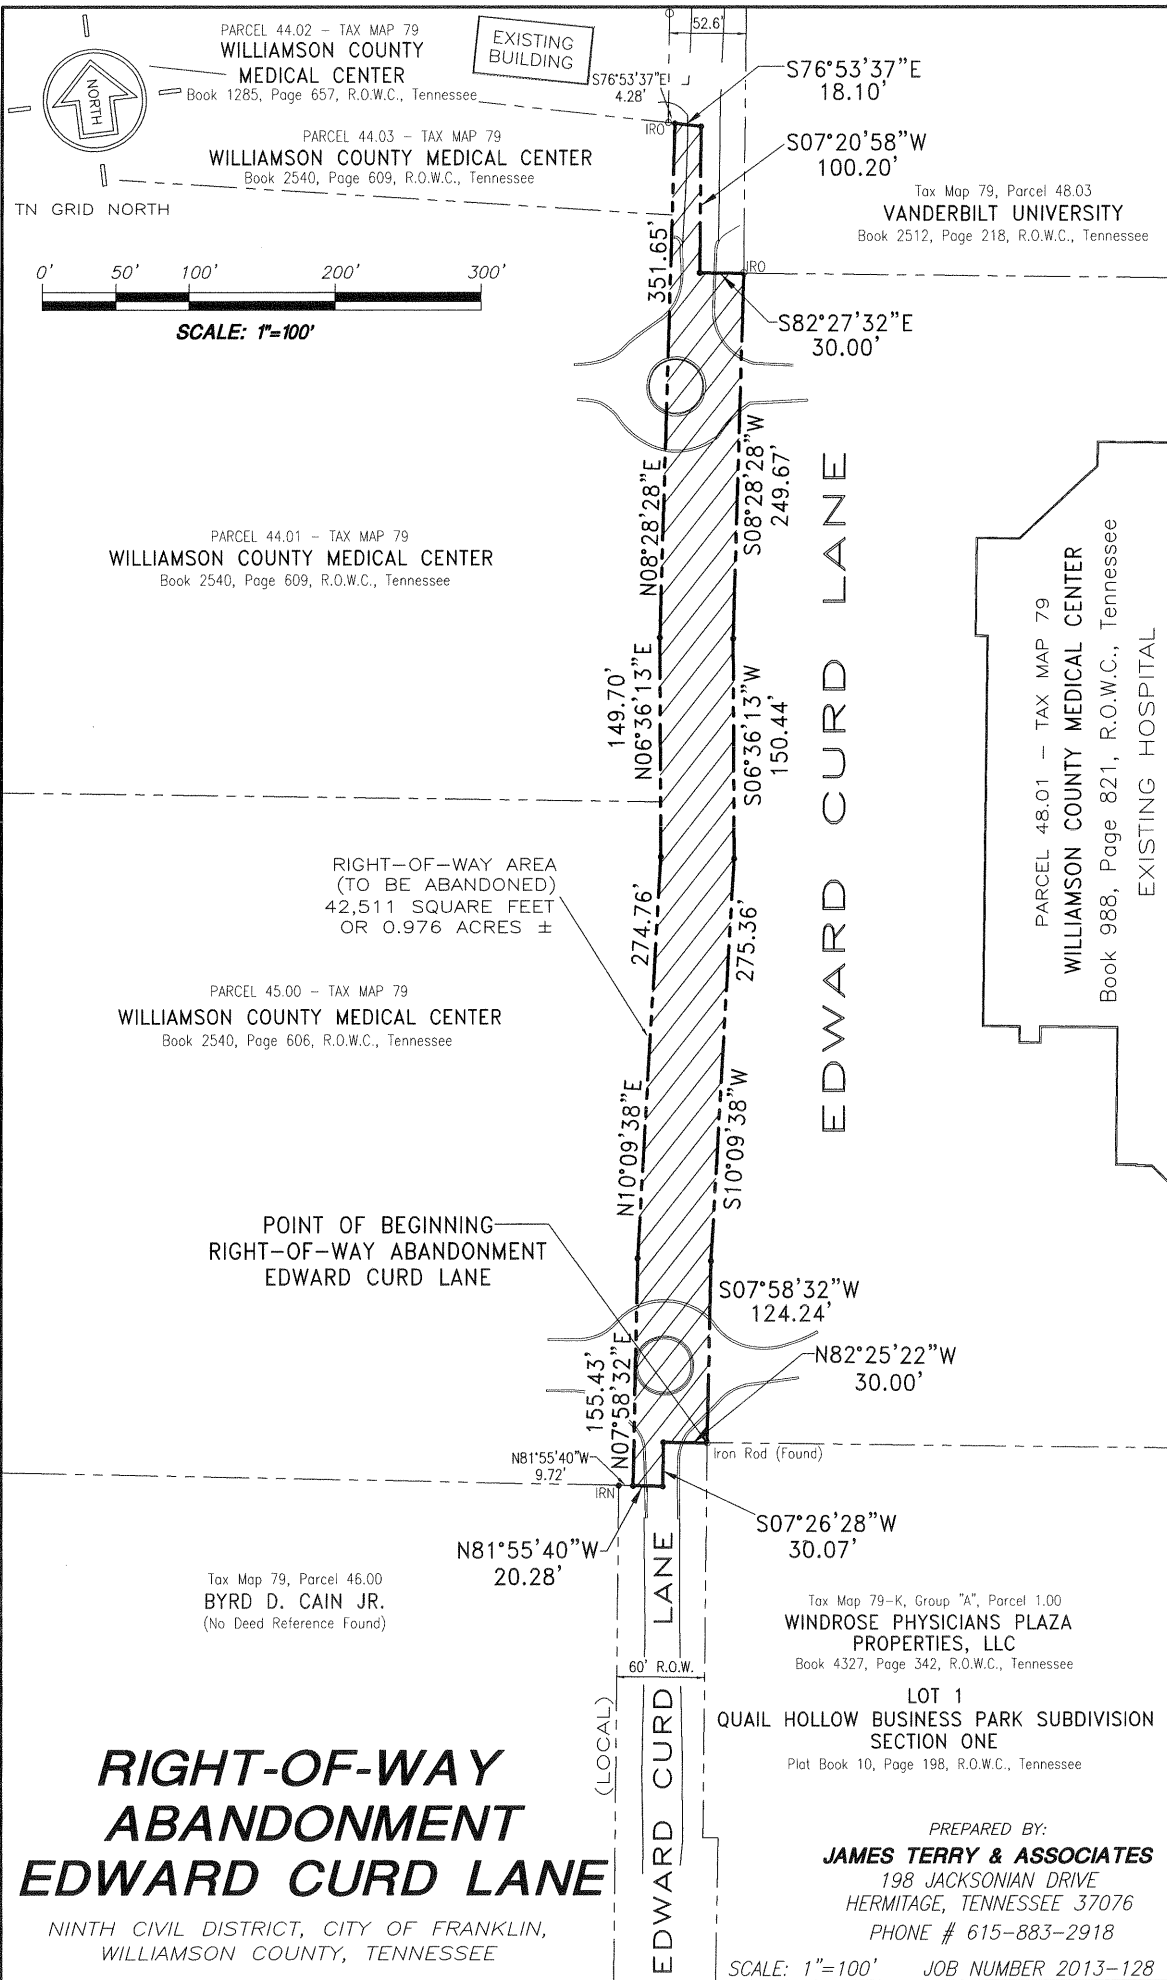 PARCEL 44.02 - TAX MAP 79
WILLIAMSON COUNTY
MEDICAL CENTER
Book 1285, Page 657, R.O.W.C., Tennessee
EXISTING
BUILDING
52.6'
S76°53'37"E
4.28'
IRO
S76°53'37"E
18.10'
NORTH
TN GRID NORTH
PARCEL 44.03 - TAX MAP 79
WILLIAMSON COUNTY MEDICAL CENTER
Book 2540, Page 609, R.O.W.C., Tennessee
S07°20'58"W
100.20'
Tax Map 79, Parcel 48.03
VANDERBILT UNIVERSITY
Book 2512, Page 218, R.O.W.C., Tennessee
0' 50' 100' 200' 300'
SCALE: 1"=100'
351.65'
IRO
S82°27'32"E
30.00'
N08°28'28"E
S08°28'28"W
249.67'
PARCEL 44.01 - TAX MAP 79
WILLIAMSON COUNTY MEDICAL CENTER
Book 2540, Page 609, R.O.W.C., Tennessee
149.70'
N06°36'13"E
S06°36'13"W
150.44'
EDWARD CURD LANE
PARCEL 48.01 - TAX MAP 79
WILLIAMSON COUNTY MEDICAL CENTER
Book 988, Page 821, R.O.W.C., Tennessee
EXISTING HOSPITAL
RIGHT-OF-WAY AREA
(TO BE ABANDONED)
42,511 SQUARE FEET
OR 0.976 ACRES ±
274.76'
275.36'
PARCEL 45.00 - TAX MAP 79
WILLIAMSON COUNTY MEDICAL CENTER
Book 2540, Page 606, R.O.W.C., Tennessee
N10°09'38"E
S10°09'38"W
POINT OF BEGINNING
RIGHT-OF-WAY ABANDONMENT
EDWARD CURD LANE
S07°58'32"W
124.24'
155.43'
N07°58'32"E
N82°25'22"W
30.00'
Iron Rod (Found)
N81°55'40"W
9.72'
IRN
N81°55'40"W
20.28'
S07°26'28"W
30.07'
Tax Map 79, Parcel 46.00
BYRD D. CAIN JR.
(No Deed Reference Found)
60' R.O.W.
(LOCAL)
EDWARD CURD LANE
Tax Map 79-K, Group "A", Parcel 1.00
WINDROSE PHYSICIANS PLAZA
PROPERTIES, LLC
Book 4327, Page 342, R.O.W.C., Tennessee
LOT 1
QUAIL HOLLOW BUSINESS PARK SUBDIVISION
SECTION ONE
Plat Book 10, Page 198, R.O.W.C., Tennessee
RIGHT-OF-WAY
ABANDONMENT
EDWARD CURD LANE
NINTH CIVIL DISTRICT, CITY OF FRANKLIN,
WILLIAMSON COUNTY, TENNESSEE
PREPARED BY:
JAMES TERRY & ASSOCIATES
198 JACKSONIAN DRIVE
HERMITAGE, TENNESSEE 37076
PHONE # 615-883-2918
SCALE: 1"=100' JOB NUMBER 2013-128